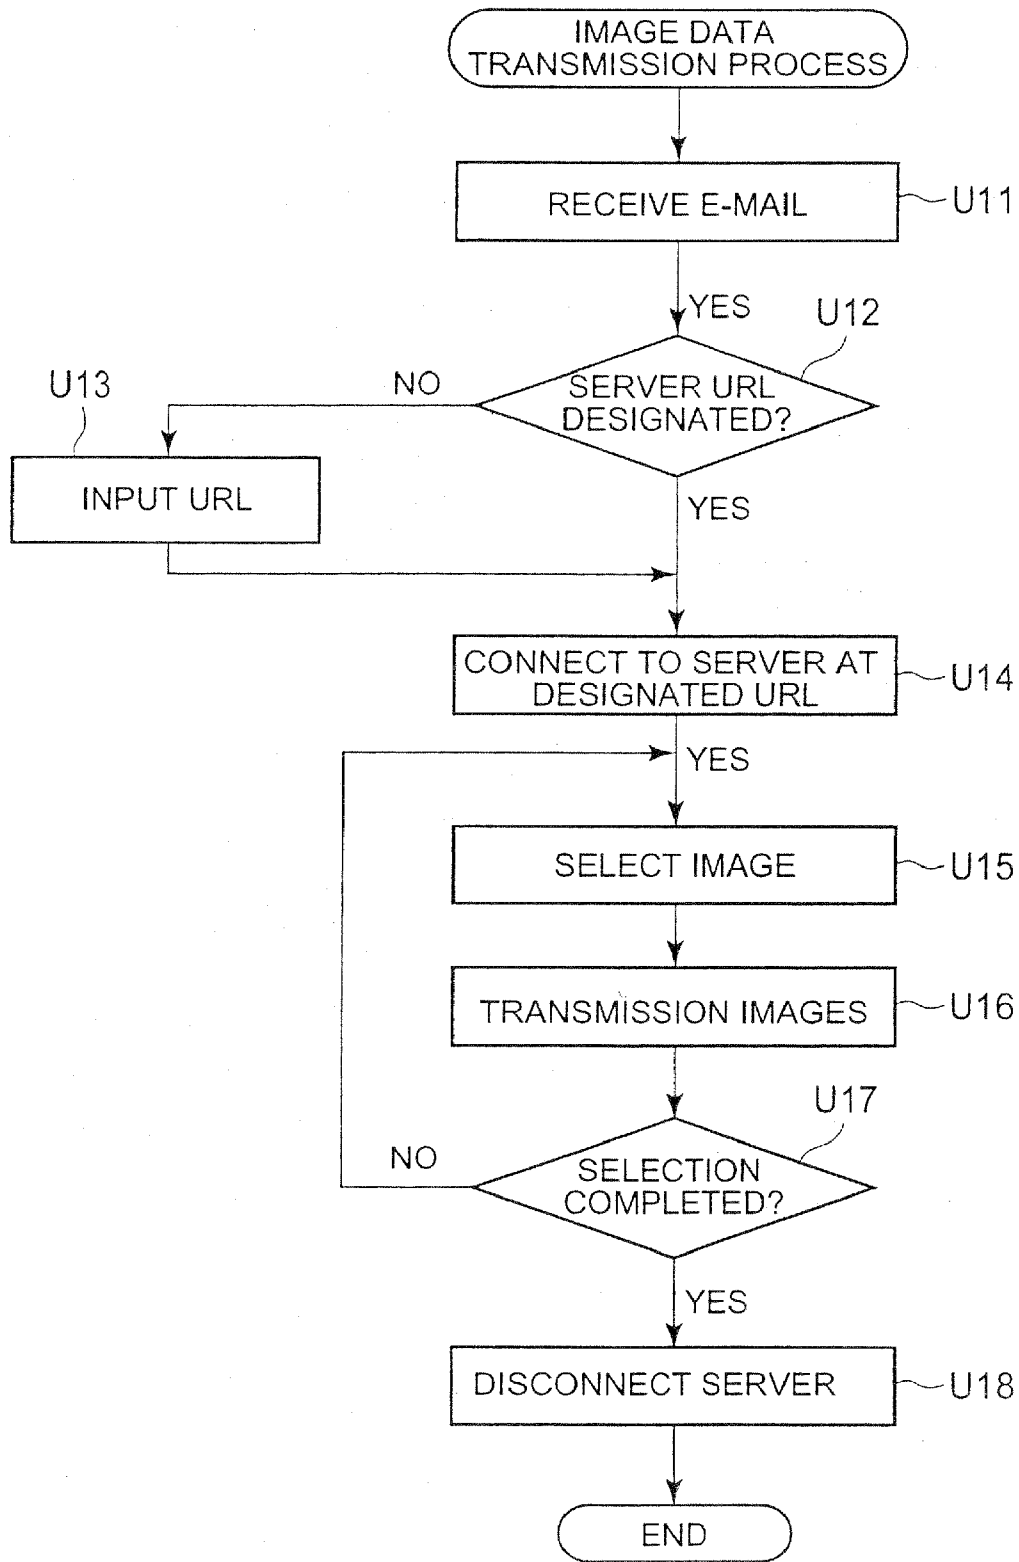 IMAGE DATA
TRANSMISSION PROCESS
RECEIVE E-MAIL
U11
YES
U12
SERVER URL
DESIGNATED?
NO
U13
INPUT URL
YES
CONNECT TO SERVER AT
DESIGNATED URL
U14
YES
SELECT IMAGE
U15
TRANSMISSION IMAGES
U16
U17
NO
SELECTION
COMPLETED?
YES
DISCONNECT SERVER
U18
END